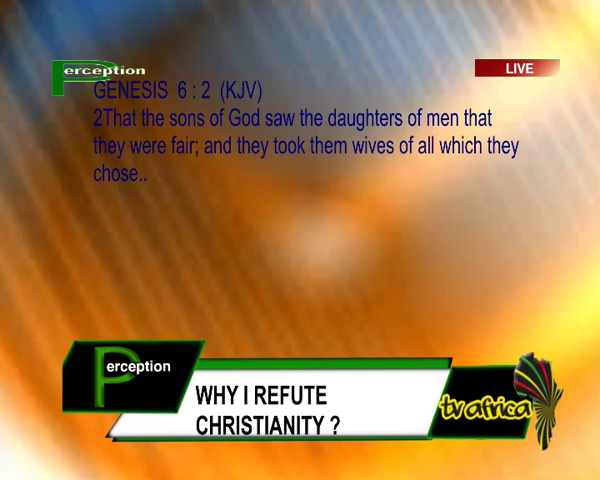 Perception
LIVE
GENESIS 6 : 2 (KJV)
2That the sons of God saw the daughters of men that
they were fair; and they took them wives of all which they
chose..
Perception
WHY I REFUTE
CHRISTIANITY ?
tv africa